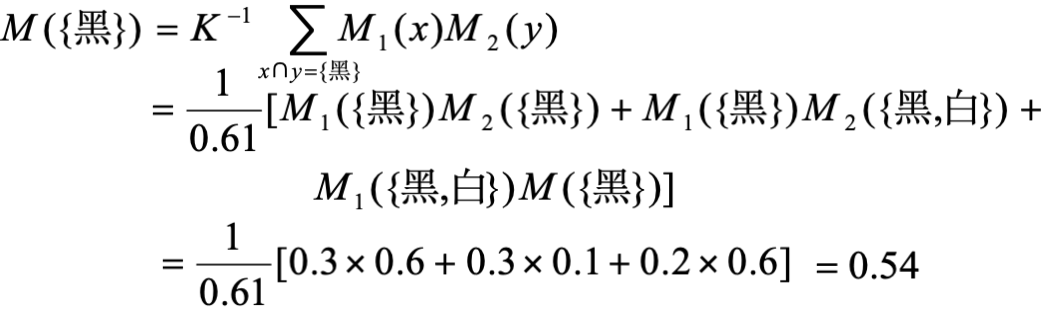 M({黑}) = K⁻¹ ∑ M₁(x)M₂(y)
x∩y={黑}
= 1/0.61 [M₁({黑})M₂({黑}) + M₁({黑})M₂({黑,白}) +
M₁({黑,白})M({黑})]
= 1/0.61 [0.3 × 0.6 + 0.3 × 0.1 + 0.2 × 0.6] = 0.54